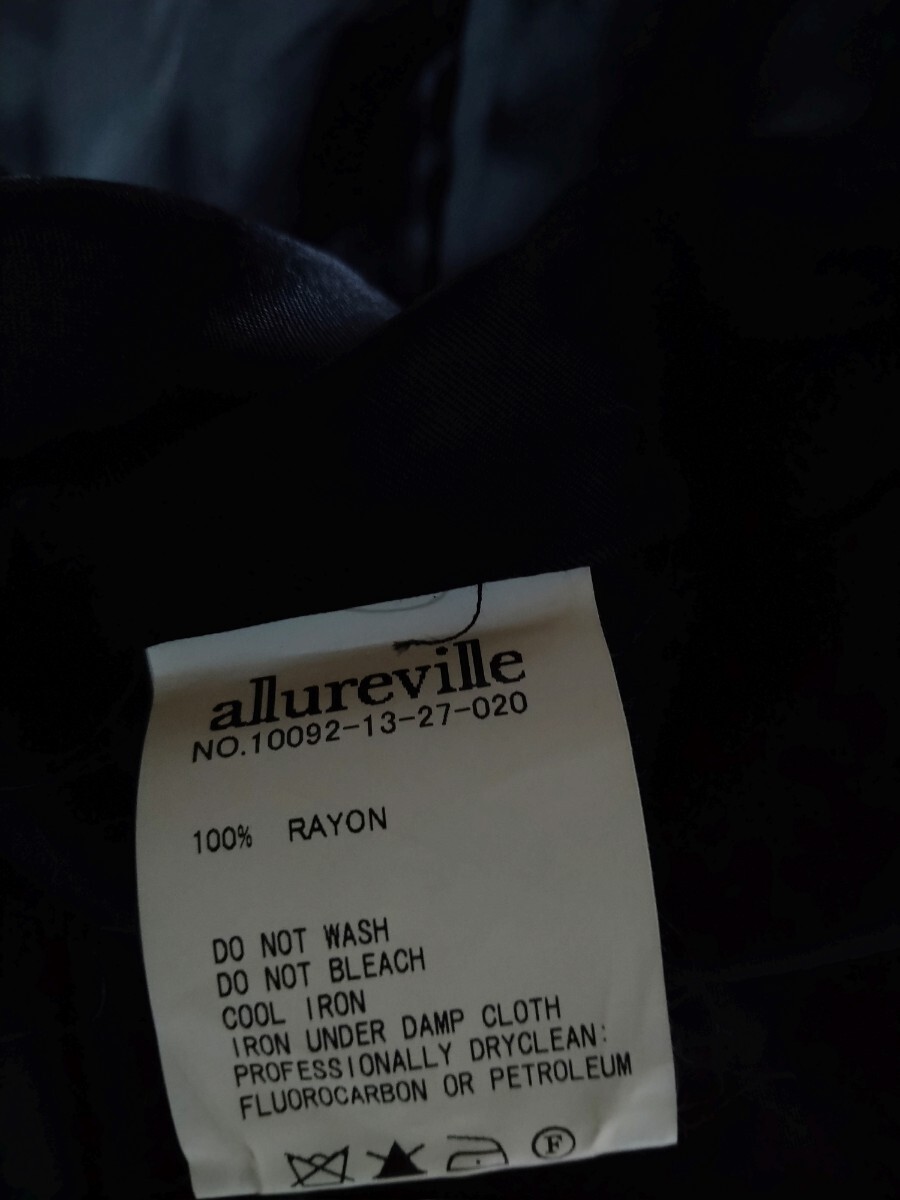 allureville
NO.10092-13-27-020
100% RAYON
DO NOT WASH
DO NOT BLEACH
COOL IRON
IRON UNDER DAMP CLOTH
PROFESSIONALLY DRYCLEAN:
FLUOROCARBON OR PETROLEUM
F